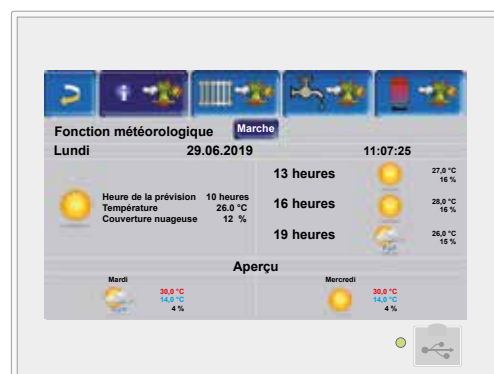 Fonction météorologique Marche
Lundi 29.06.2019 11:07:25
Heure de la prévision 10 heures
Température 26.0 °C
Couverture nuageuse 12 %
13 heures 27,0 °C
16 %
16 heures 28,0 °C
16 %
19 heures 26,0 °C
15 %
Aperçu
Mardi
30,0 °C
14,0 °C
4 %
Mercredi
30,0 °C
14,0 °C
4 %